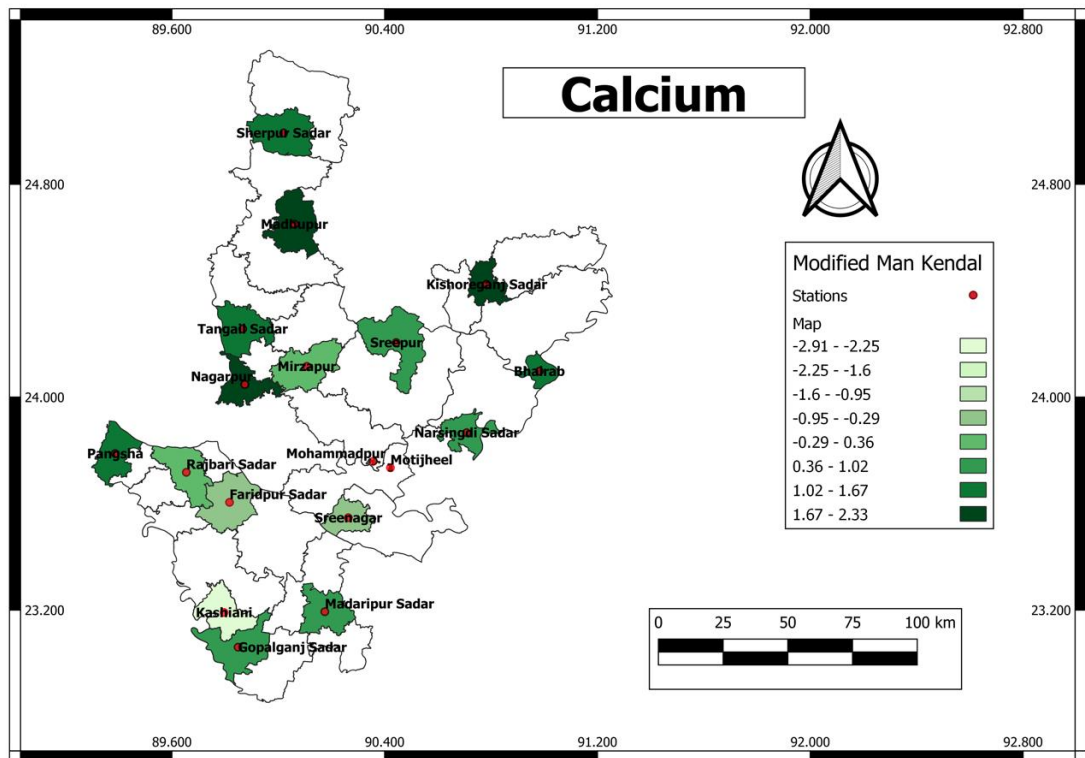 89.600 90.400 91.200 92.000 92.800
Calcium
Sherpur Sadar
24.800 24.800
Madhupur
Kishoreganj Sadar
Modified Man Kendal
Stations
Map
-2.91 - -2.25
-2.25 - -1.6
-1.6 - -0.95
-0.95 - -0.29
-0.29 - 0.36
0.36 - 1.02
1.02 - 1.67
1.67 - 2.33
Tangail Sadar
Sreepur
Mirzapur
Nagarpur
Bhairab
24.000 24.000
Narsingdi Sadar
Pangsha
Mohammadpur
Motijheel
Rajbari Sadar
Faridpur Sadar
Sreenagar
23.200 23.200
Kashiani
Madaripur Sadar
Gopalganj Sadar
0 25 50 75 100 km
89.600 90.400 91.200 92.000 92.800